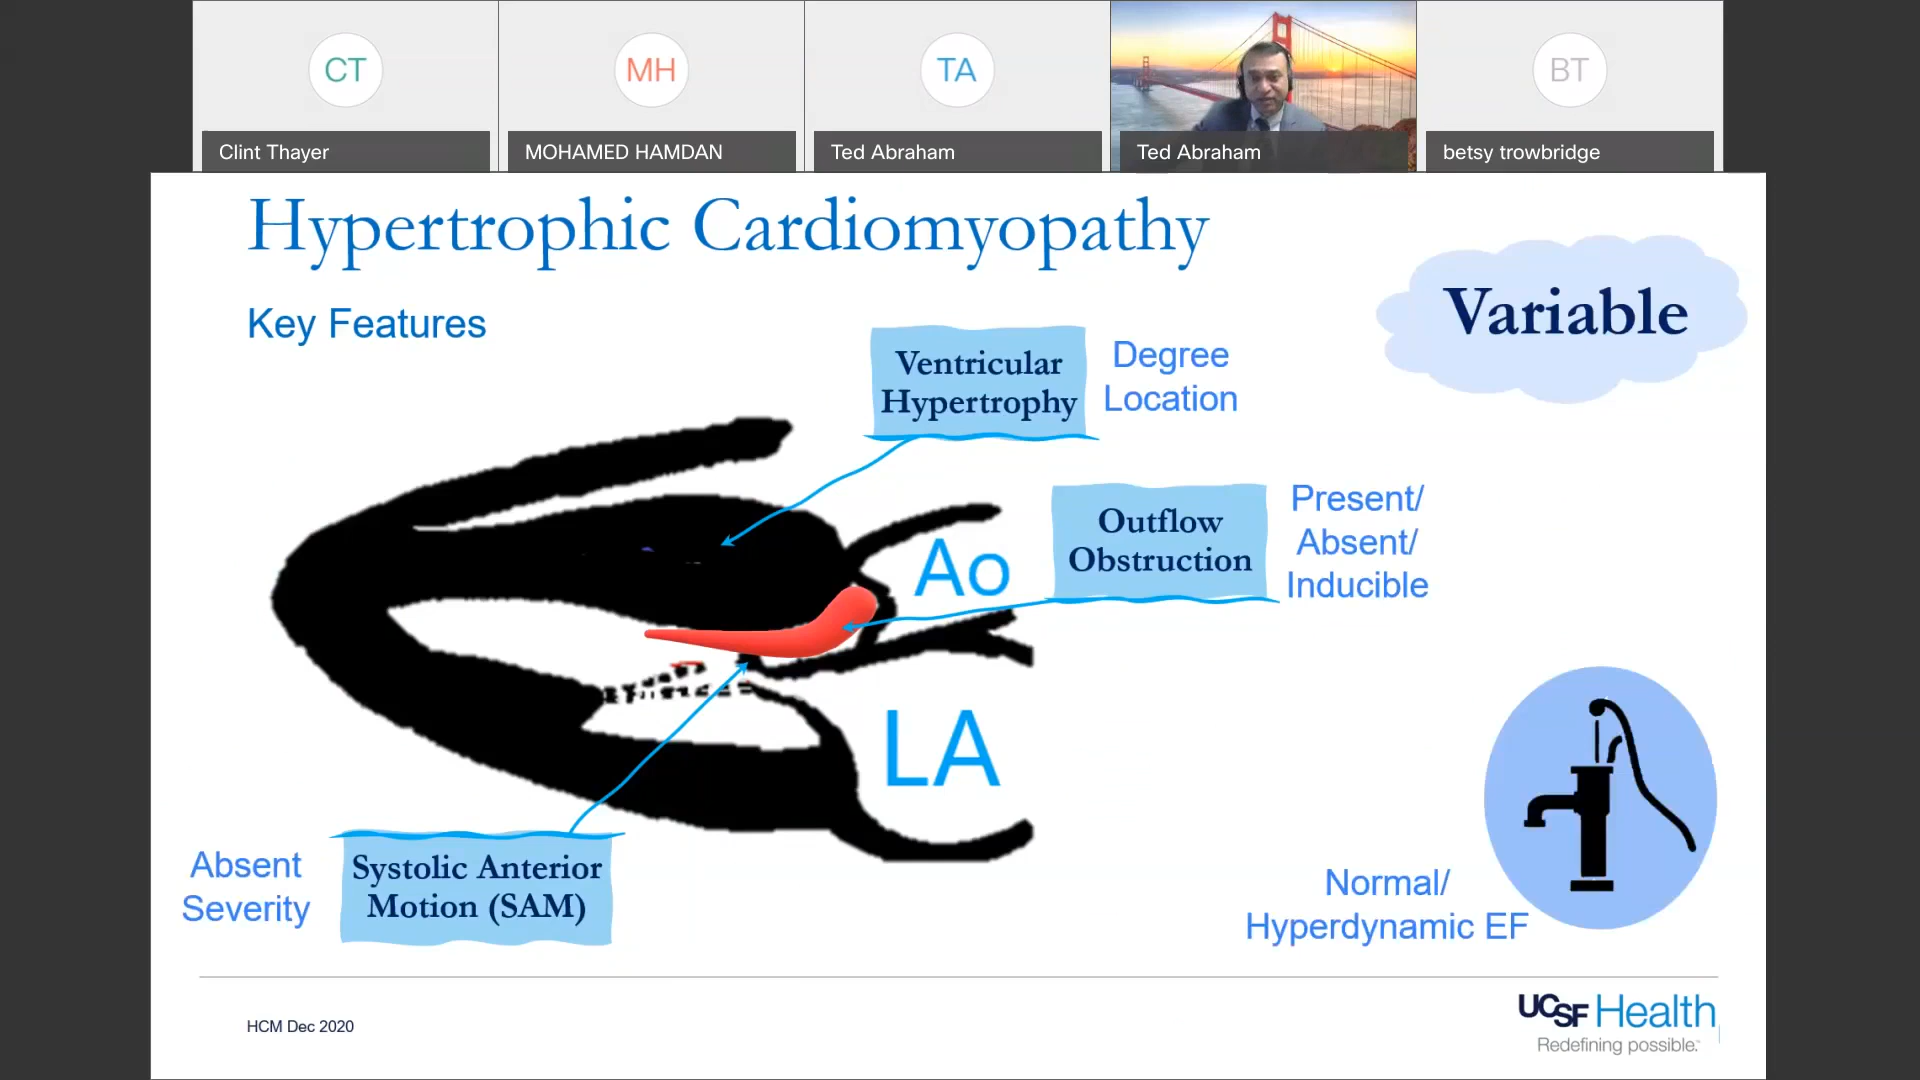 CT
MH
TA
BT
Clint Thayer
MOHAMED HAMDAN
Ted Abraham
Ted Abraham
betsy trowbridge
Hypertrophic Cardiomyopathy
Variable
Key Features
Ventricular
Hypertrophy
Degree
Location
Outflow
Obstruction
Present/
Absent/
Inducible
Ao
LA
Absent
Severity
Systolic Anterior
Motion (SAM)
Normal/
Hyperdynamic EF
HCM Dec 2020
UCSF Health
Redefining possible.™